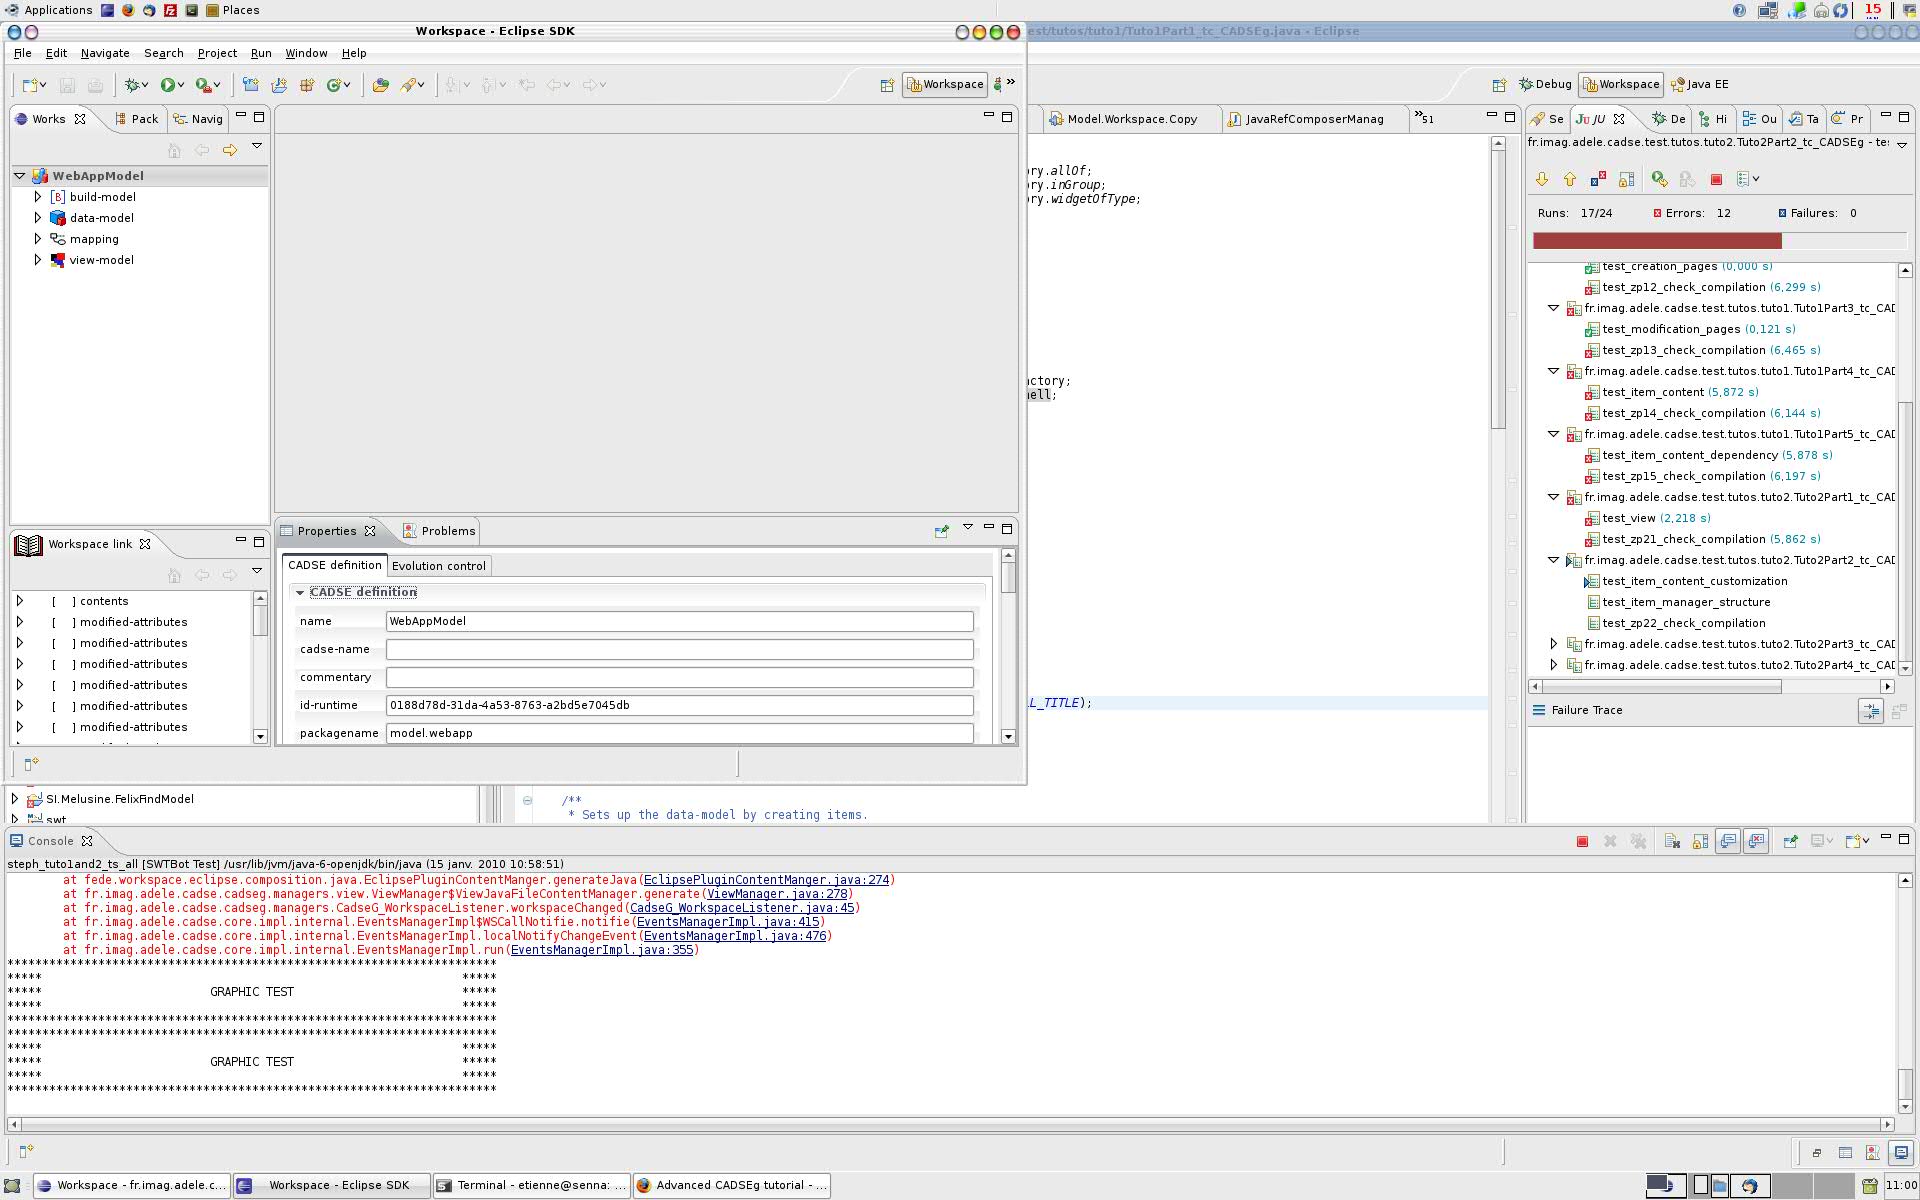 Applications Places 15
Workspace - Eclipse SDK
est/tutos/tuto1/Tuto1Part1_tc_CADSEg.java - Eclipse
File Edit Navigate Search Project Run Window Help
Workspace »
Debug Workspace Java EE
Works Pack Navig
Model.Workspace.Copy JavaRefComposerManag »51
Se JU De Hi Ou Ta Pr
WebAppModel
build-model
data-model
mapping
view-model
ory.allOf;
ory.inGroup;
ory.widgetOfType;
actory;
hell;
L_TITLE);
fr.imag.adele.cadse.test.tutos.tuto2.Tuto2Part2_tc_CADSEg - te:
Runs: 17/24 Errors: 12 Failures: 0
test_creation_pages (0,000 s)
test_zp12_check_compilation (6,299 s)
fr.imag.adele.cadse.test.tutos.tuto1.Tuto1Part3_tc_CAD
test_modification_pages (0,121 s)
test_zp13_check_compilation (6,465 s)
fr.imag.adele.cadse.test.tutos.tuto1.Tuto1Part4_tc_CAD
test_item_content (5,872 s)
test_zp14_check_compilation (6,144 s)
fr.imag.adele.cadse.test.tutos.tuto1.Tuto1Part5_tc_CAD
test_item_content_dependency (5,878 s)
test_zp15_check_compilation (6,197 s)
fr.imag.adele.cadse.test.tutos.tuto2.Tuto2Part1_tc_CAD
test_view (2,218 s)
test_zp21_check_compilation (5,862 s)
fr.imag.adele.cadse.test.tutos.tuto2.Tuto2Part2_tc_CAD
test_item_content_customization
test_item_manager_structure
test_zp22_check_compilation
fr.imag.adele.cadse.test.tutos.tuto2.Tuto2Part3_tc_CAD
fr.imag.adele.cadse.test.tutos.tuto2.Tuto2Part4_tc_CAD
Failure Trace
Workspace link
[ ] contents
[ ] modified-attributes
[ ] modified-attributes
[ ] modified-attributes
[ ] modified-attributes
[ ] modified-attributes
[ ] modified-attributes
Properties Problems
CADSE definition Evolution control
CADSE definition
name WebAppModel
cadse-name
commentary
id-runtime 0188d78d-31da-4a53-8763-a2bd5e7045db
packagename model.webapp
SI.Melusine.FelixFindModel
swt
/**
* Sets up the data-model by creating items.
Console
steph_tuto1and2_ts_all [SWTBot Test] /usr/lib/jvm/java-6-openjdk/bin/java (15 janv. 2010 10:58:51)
at fede.workspace.eclipse.composition.java.EclipsePluginContentManger.generateJava(EclipsePluginContentManger.java:274)
at fr.imag.adele.cadse.cadseg.managers.view.ViewManager$ViewJavaFileContentManager.generate(ViewManager.java:278)
at fr.imag.adele.cadse.cadseg.managers.CadseG_WorkspaceListener.workspaceChanged(CadseG_WorkspaceListener.java:45)
at fr.imag.adele.cadse.core.impl.internal.EventsManagerImpl$WSCallNotifie.notifie(EventsManagerImpl.java:415)
at fr.imag.adele.cadse.core.impl.internal.EventsManagerImpl.localNotifyChangeEvent(EventsManagerImpl.java:476)
at fr.imag.adele.cadse.core.impl.internal.EventsManagerImpl.run(EventsManagerImpl.java:355)
**********************************************************************
***** *****
***** GRAPHIC TEST *****
***** *****
**********************************************************************
**********************************************************************
***** *****
***** GRAPHIC TEST *****
***** *****
**********************************************************************
Workspace - fr.imag.adele.c... Workspace - Eclipse SDK Terminal - etienne@senna: ... Advanced CADSEg tutorial - ... 11:00